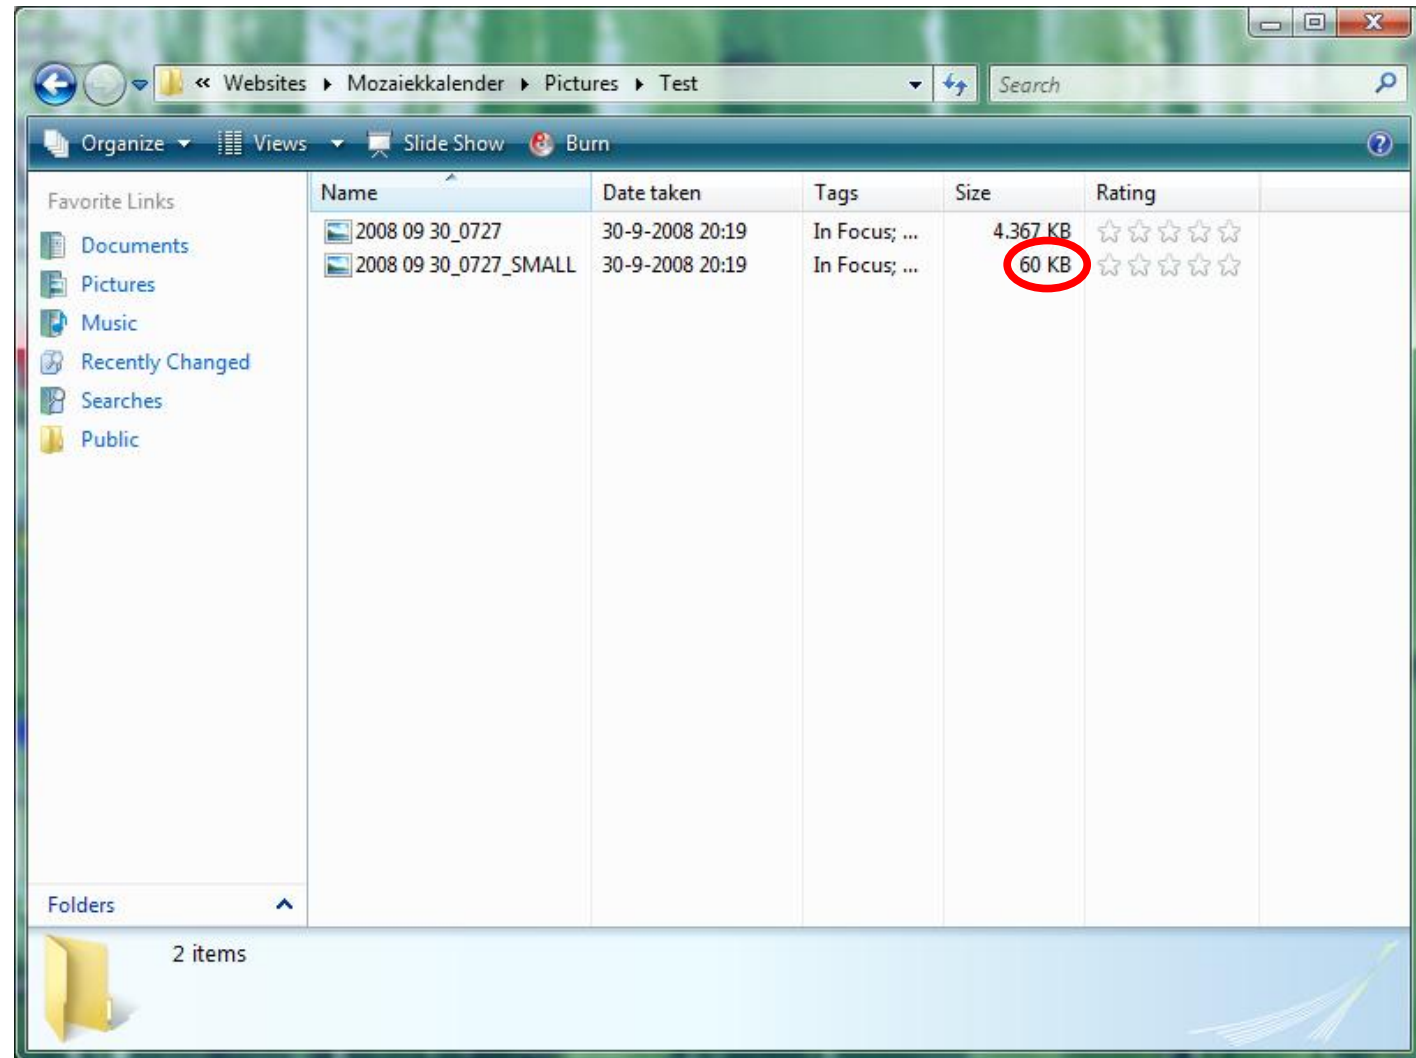 « Websites ▸ Mozaiekkalender ▸ Pictures ▸ Test
Search
Organize Views Slide Show Burn
Favorite Links
Documents
Pictures
Music
Recently Changed
Searches
Public
Folders
Name Date taken Tags Size Rating
2008 09 30_0727 30-9-2008 20:19 In Focus; ... 4.367 KB
2008 09 30_0727_SMALL 30-9-2008 20:19 In Focus; ... 60 KB
2 items